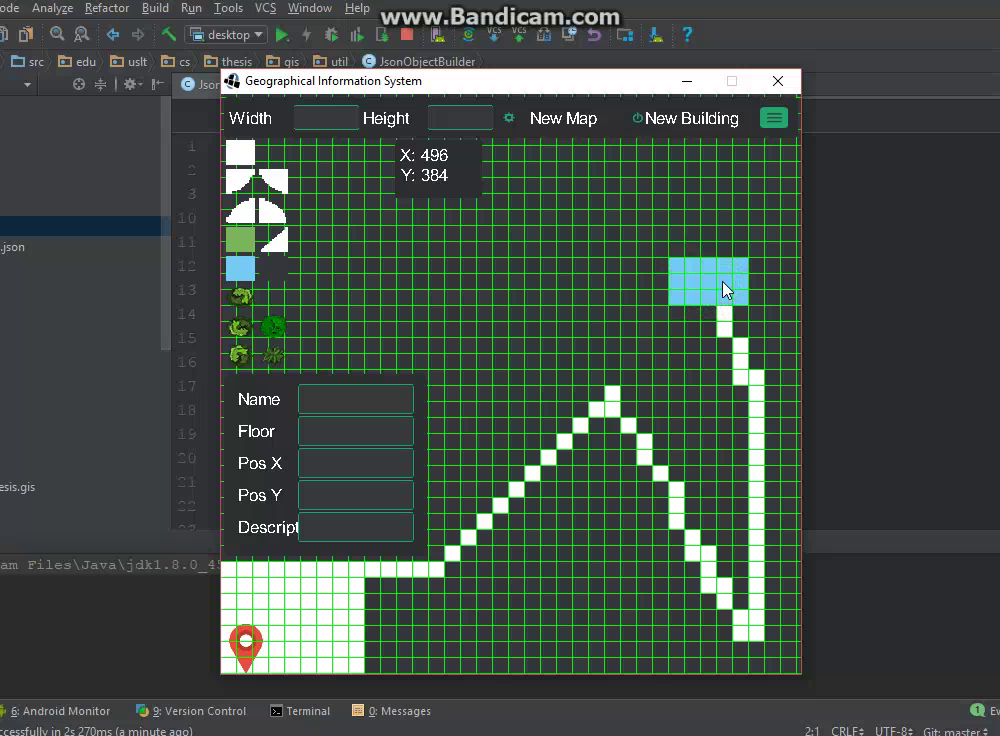 ode Analyze Refactor Build Run Tools VCS Window Help
www.Bandicam.com
desktop
VCS VCS
src edu uslt cs thesis gis util JsonObjectBuilder
Json
Geographical Information System
Width Height New Map New Building
X: 496
Y: 384
1
2
3
10
11
12
13
14
15
16
17
18
19
20
21
22
.json
esis.gis
Name
Floor
Pos X
Pos Y
Descript
am Files\Java\jdk1.8.0_45
6: Android Monitor 9: Version Control Terminal 0: Messages 1 Ev
ccessfully in 2s 270ms (a minute ago) 2:1 CRLF UTF-8 Git: master